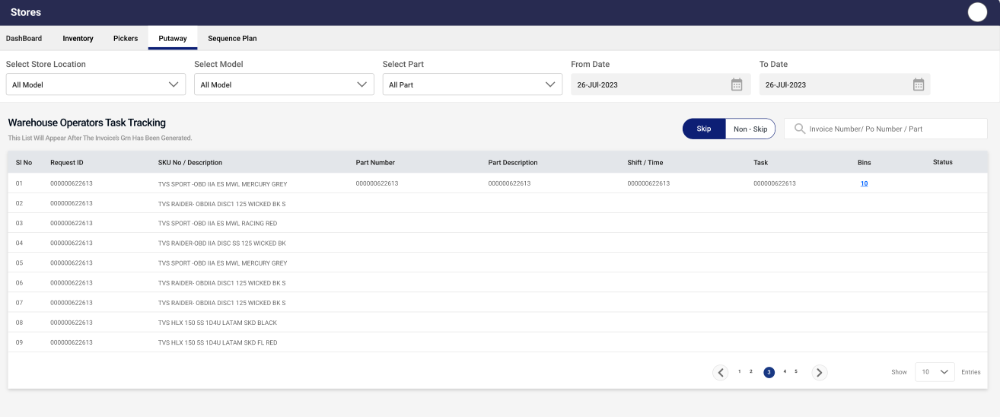 Stores
DashBoard Inventory Pickers Putaway Sequence Plan
Select Store Location Select Model Select Part From Date To Date
All Model All Model All Part 26-JUl-2023 26-JUl-2023
Warehouse Operators Task Tracking
This List Will Appear After The Invoice's Grn Has Been Generated.
Skip Non - Skip Invoice Number/ Po Number / Part
Sl No Request ID SKU No / Description Part Number Part Description Shift / Time Task Bins Status
01 000000622613 TVS SPORT -OBD IIA ES MWL MERCURY GREY 000000622613 000000622613 000000622613 000000622613 10
02 000000622613 TVS RAIDER- OBDIIA DISC1 125 WICKED BK S
03 000000622613 TVS SPORT -OBD IIA ES MWL RACING RED
04 000000622613 TVS RAIDER-OBD IIA DISC SS 125 WICKED BK
05 000000622613 TVS SPORT -OBD IIA ES MWL MERCURY GREY
06 000000622613 TVS RAIDER- OBDIIA DISC1 125 WICKED BK S
07 000000622613 TVS RAIDER- OBDIIA DISC1 125 WICKED BK S
08 000000622613 TVS HLX 150 5S 1D4U LATAM SKD BLACK
09 000000622613 TVS HLX 150 5S 1D4U LATAM SKD FL RED
1 2 3 4 5 Show 10 Entries